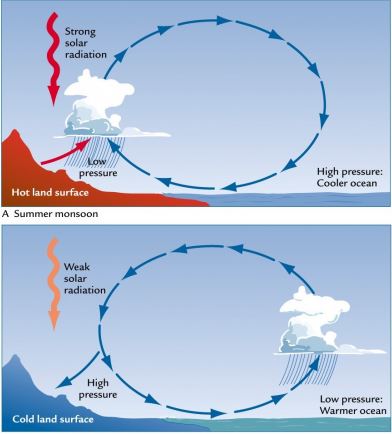 Strong
solar
radiation
Low
pressure
Hot land surface
High pressure:
Cooler ocean
A Summer monsoon
Weak
solar
radiation
High
pressure
Cold land surface
Low pressure:
Warmer ocean